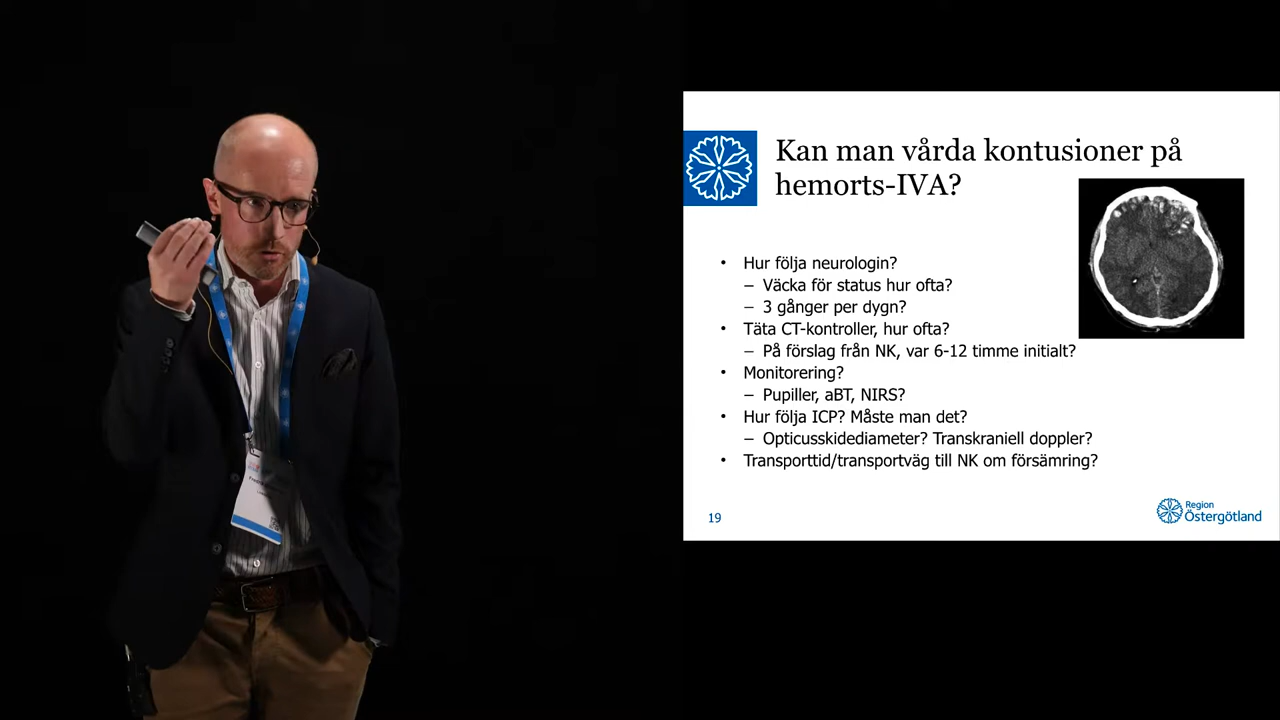 Kan man vårda kontusioner på
hemorts-IVA?
• Hur följa neurologin?
– Väcka för status hur ofta?
– 3 gånger per dygn?
• Täta CT-kontroller, hur ofta?
– På förslag från NK, var 6-12 timme initialt?
• Monitorering?
– Pupiller, aBT, NIRS?
• Hur följa ICP? Måste man det?
– Opticusskidediameter? Transkraniell doppler?
• Transporttid/transportväg till NK om försämring?
19
Region
Östergötland